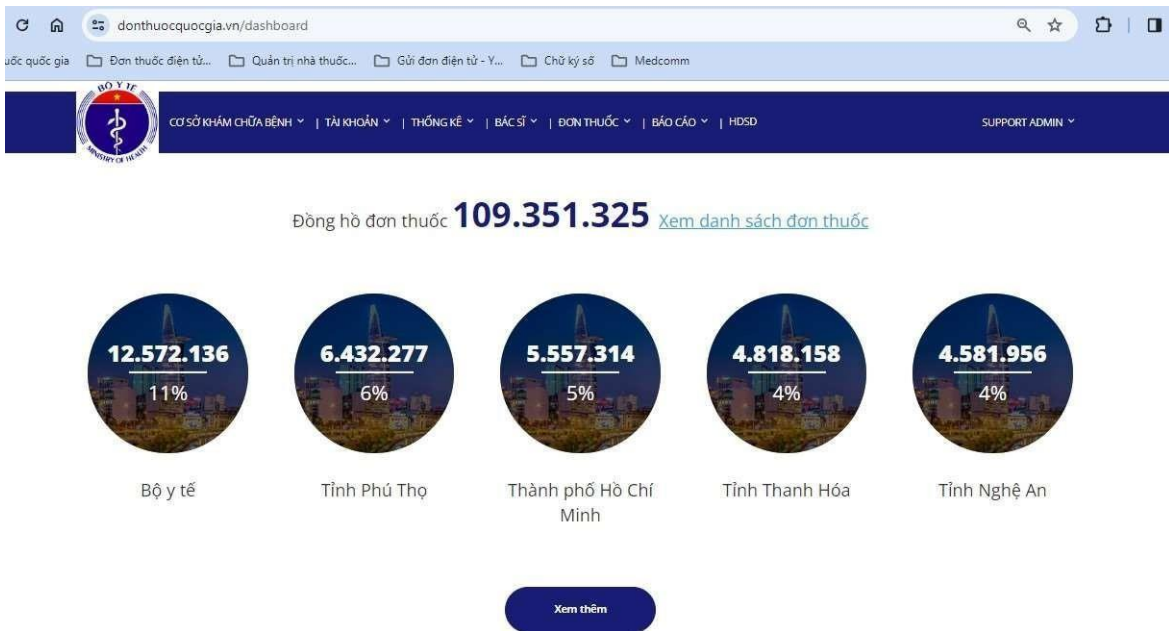 donthuocquocgia.vn/dashboard
uốc quốc gia Đơn thuốc điện tử... Quản trị nhà thuốc... Gửi đơn điện tử - Y... Chữ ký số Medcomm
BỘ Y TẾ
MINISTRY OF HEALTH
CƠ SỞ KHÁM CHỮA BỆNH | TÀI KHOẢN | THỐNG KÊ | BÁC SĨ | ĐƠN THUỐC | BÁO CÁO | HDSD SUPPORT ADMIN
Đồng hồ đơn thuốc 109.351.325 Xem danh sách đơn thuốc
12.572.136 6.432.277 5.557.314 4.818.158 4.581.956
11% 6% 5% 4% 4%
Bộ y tế Tỉnh Phú Thọ Thành phố Hồ Chí Tỉnh Thanh Hóa Tỉnh Nghệ An
Minh
Xem thêm